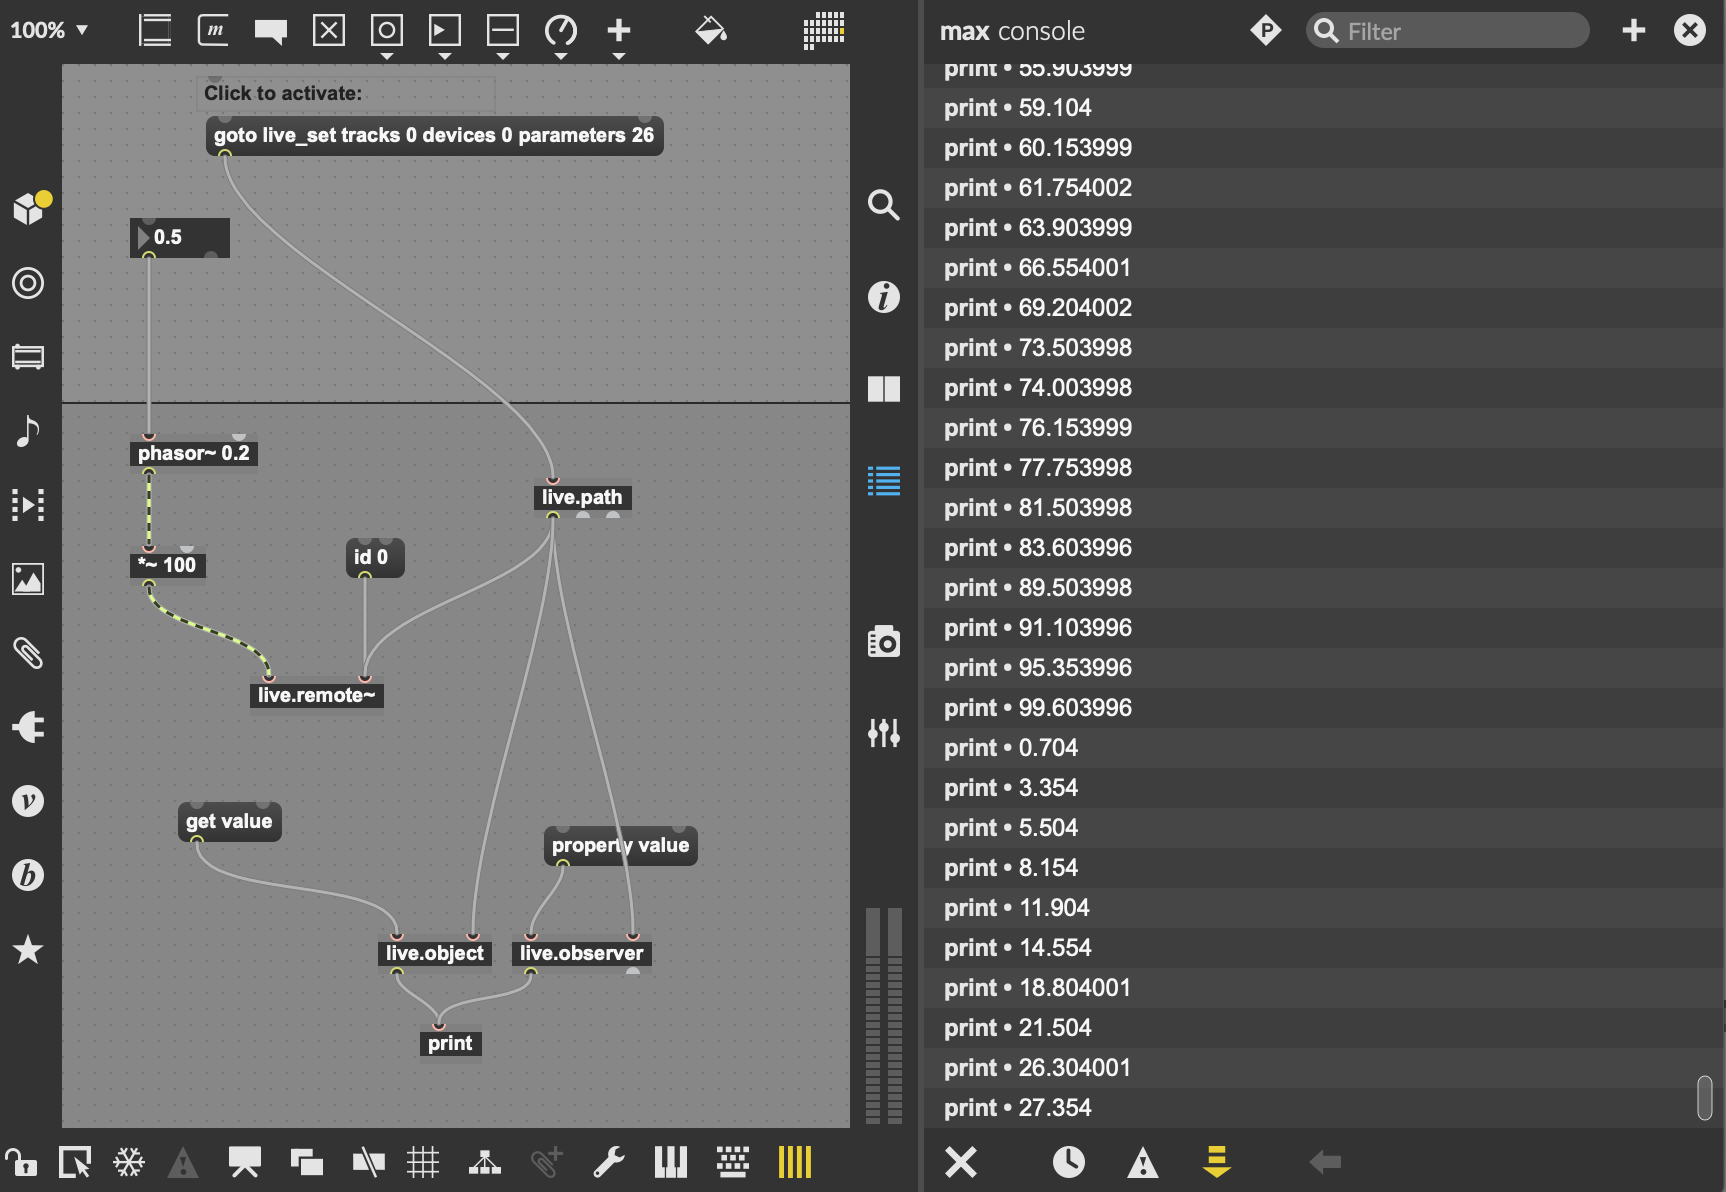 100% ▼
m
Click to activate:
goto live_set tracks 0 devices 0 parameters 26
0.5
phasor~ 0.2
live.path
*~ 100
id 0
live.remote~
get value
property value
live.object
live.observer
print
max console
P
Filter
print • 55.903999
print • 59.104
print • 60.153999
print • 61.754002
print • 63.903999
print • 66.554001
print • 69.204002
print • 73.503998
print • 74.003998
print • 76.153999
print • 77.753998
print • 81.503998
print • 83.603996
print • 89.503998
print • 91.103996
print • 95.353996
print • 99.603996
print • 0.704
print • 3.354
print • 5.504
print • 8.154
print • 11.904
print • 14.554
print • 18.804001
print • 21.504
print • 26.304001
print • 27.354
i
v
b